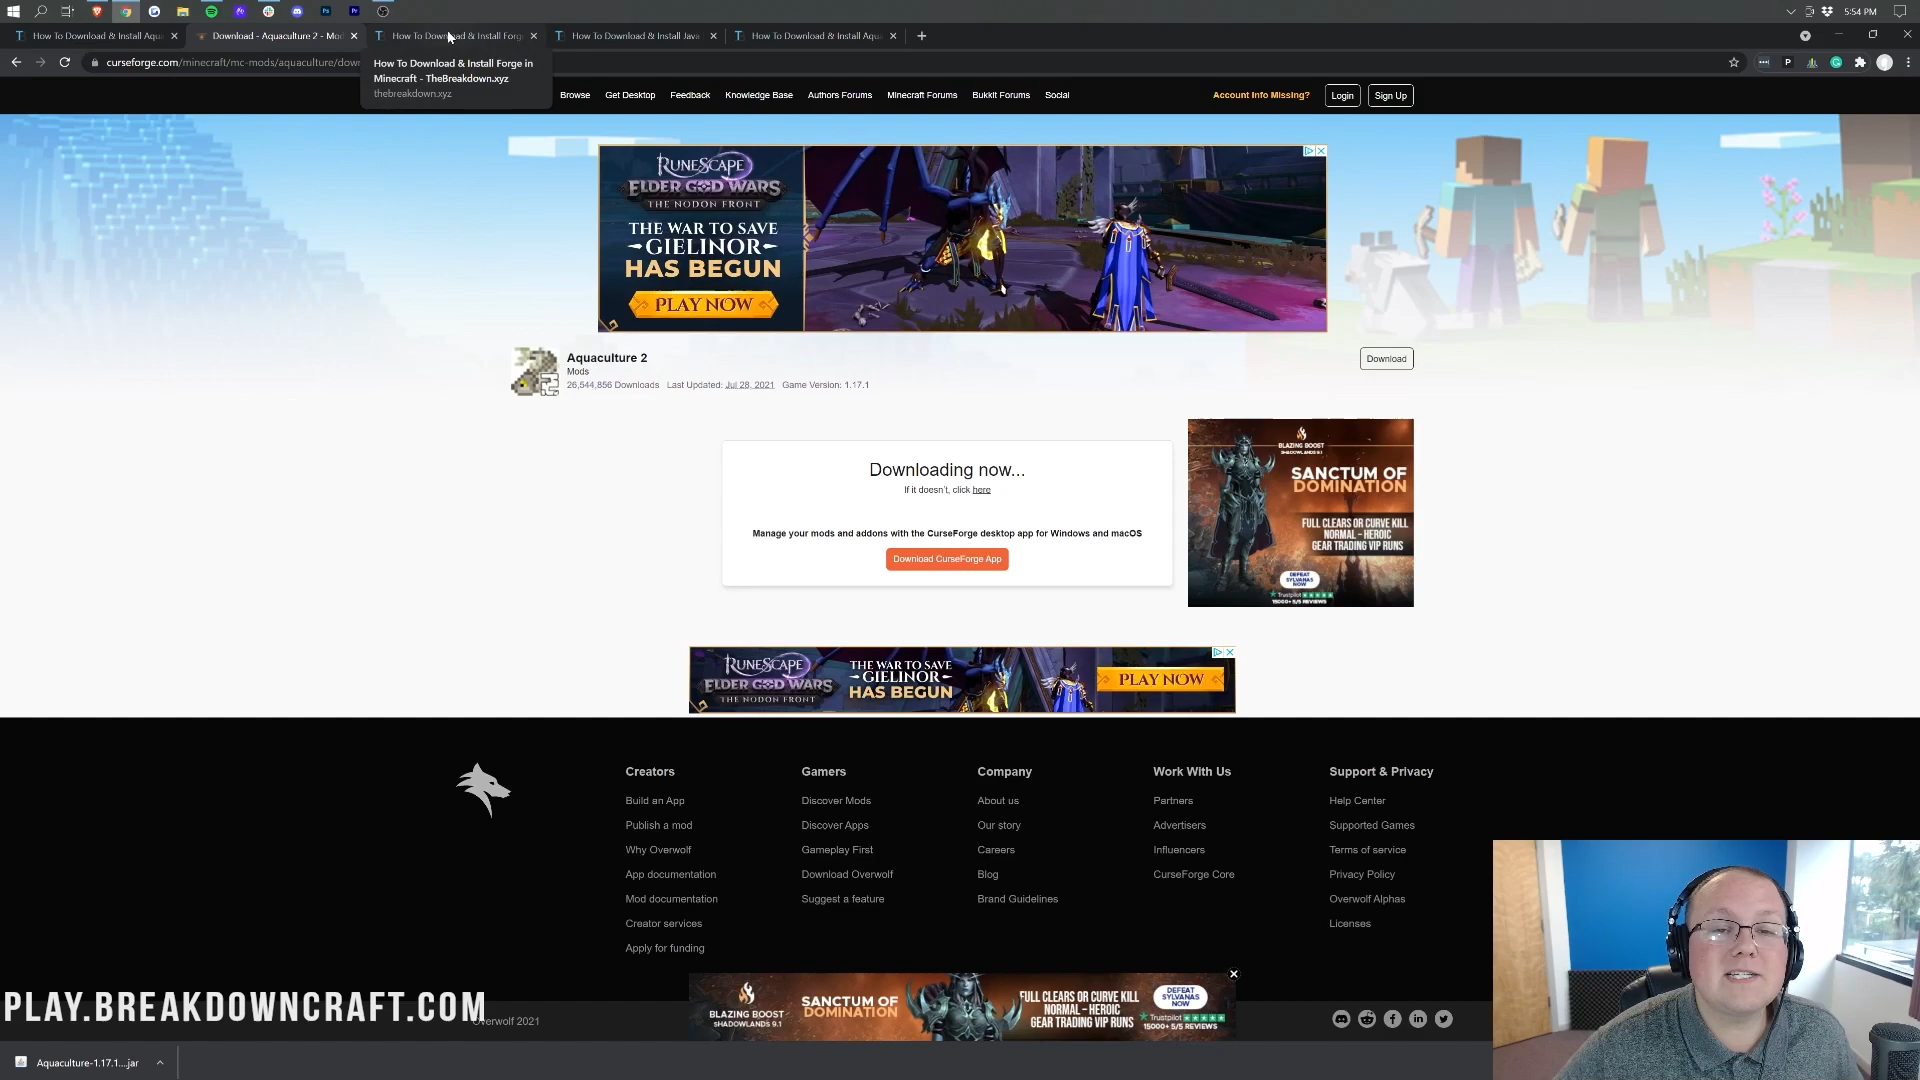 5:54 PM
How To Download & Install Aqua
Download - Aquaculture 2 - Mod
How To Download & Install Forge
How To Download & Install Java
How To Download & Install Aqua
curseforge.com/minecraft/mc-mods/aquaculture/down
How To Download & Install Forge in
Minecraft - TheBreakdown.xyz
thebreakdown.xyz
Browse
Get Desktop
Feedback
Knowledge Base
Authors Forums
Minecraft Forums
Bukkit Forums
Social
Account Info Missing?
Login
Sign Up
RUNESCAPE
ELDER GOD WARS
THE NODON FRONT
THE WAR TO SAVE
GIELINOR
HAS BEGUN
PLAY NOW
Aquaculture 2
Mods
26,544,856 Downloads Last Updated: Jul 28, 2021 Game Version: 1.17.1
Download
Downloading now...
If it doesn't, click here
Manage your mods and addons with the CurseForge desktop app for Windows and macOS
Download CurseForge App
BLAZING BOOST
SHADOWLANDS 9.1
SANCTUM OF
DOMINATION
FULL CLEARS OR CURVE KILL
NORMAL – HEROIC
GEAR TRADING VIP RUNS
DEFEAT
SYLVANAS
NOW
Trustpilot
15000+ 5/5 REVIEWS
RUNESCAPE
ELDER GOD WARS
THE NODON FRONT
THE WAR TO SAVE
GIELINOR
HAS BEGUN
PLAY NOW
Creators
Build an App
Publish a mod
Why Overwolf
App documentation
Mod documentation
Creator services
Apply for funding
Gamers
Discover Mods
Discover Apps
Gameplay First
Download Overwolf
Suggest a feature
Company
About us
Our story
Careers
Blog
Brand Guidelines
Work With Us
Partners
Advertisers
Influencers
CurseForge Core
Support & Privacy
Help Center
Supported Games
Terms of service
Privacy Policy
Overwolf Alphas
Licenses
BLAZING BOOST
SHADOWLANDS 9.1
SANCTUM OF
DOMINATION
FULL CLEARS OR CURVE KILL
NORMAL – HEROIC
GEAR TRADING VIP RUNS
DEFEAT
SYLVANAS
NOW
Trustpilot
15000+ 5/5 REVIEWS
PLAY.BREAKDOWNCRAFT.COM
Overwolf 2021
Aquaculture-1.17.1....jar